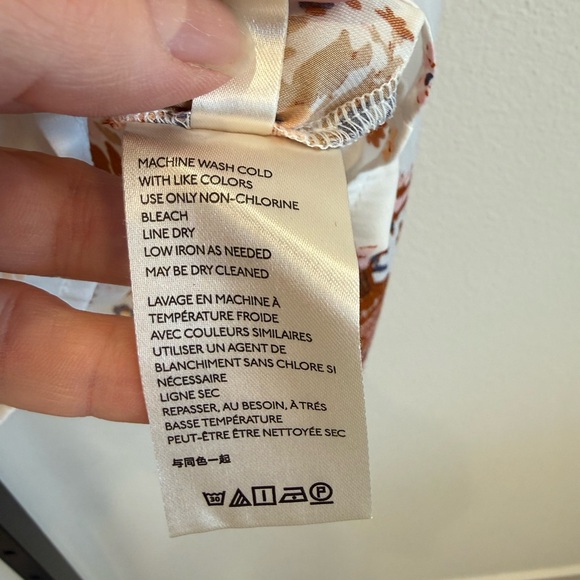 MACHINE WASH COLD
WITH LIKE COLORS
USE ONLY NON-CHLORINE
BLEACH
LINE DRY
LOW IRON AS NEEDED
MAY BE DRY CLEANED
LAVAGE EN MACHINE À
TEMPÉRATURE FROIDE
AVEC COULEURS SIMILAIRES
UTILISER UN AGENT DE
BLANCHIMENT SANS CHLORE SI
NÉCESSAIRE
LIGNE SEC
REPASSER, AU BESOIN, À TRÉS
BASSE TEMPÉRATURE
PEUT-ÊTRE ÊTRE NETTOYÉE SEC
与同色一起
30 P